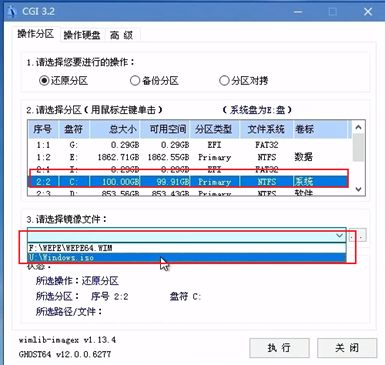 CGI 3.2
操作分区 操作硬盘 高 级
1.请选择您要进行的操作：
还原分区 备份分区 分区对拷
2.请选择分区（用鼠标左键单击） （系统盘为E:盘）
序号 盘符 总大小 可用空间 分区类型 文件系统 卷标
1:1 G: 0.29GB 0.29GB EFI FAT32
1:2 E: 1862.71GB 1862.55GB Primary NTFS 数据
2:1 I: 0.29GB 0.29GB EFI FAT32
2:2 C: 100.00GB 99.91GB Primary NTFS 系统
2:3 D: 853.56GB 853.43GB Primary NTFS 软件
3.请选择镜像文件：
...
F:\WEPE\WEPE64.WIM
U:\Windows.iso
状态：
所选操作：还原分区
所选分区： 序号 2:2 盘符 C:
所选路径/文件：
wimlib-imagex v1.13.4
GHOST64 v12.0.0.6277
执 行 关 闭